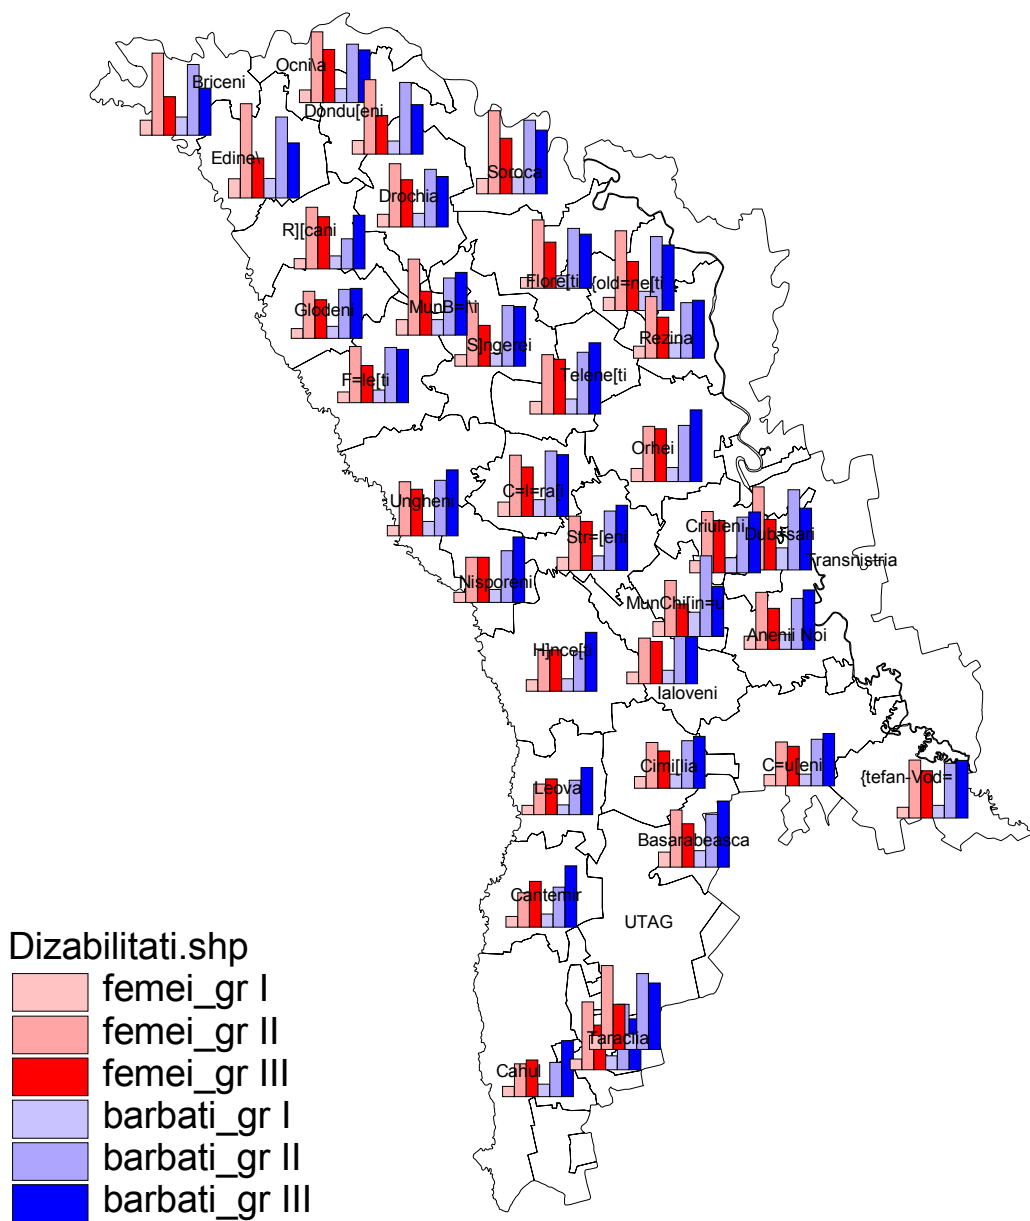 Ocni\a
Briceni
Dondu[eni
Edine\
Soroca
Drochia
R][cani
Flore[ti
{old=ne[ti
Glodeni
MunB=l\i
Rezina
S]ngerei
F=le[ti
Telene[ti
Orhei
Ungheni
C=l=ra[i
Criuleni
Dubasari
Str=[eni
Transnistria
Nisporeni
MunChi[in=u
Anenii Noi
H]nce[ti
Ialoveni
Cimi[lia
C=u[eni
{tefan-Vod=
Leova
Basarabeasca
Cantemir
UTAG
Taraclia
Cahul
Dizabilitati.shp
femei_gr I
femei_gr II
femei_gr III
barbati_gr I
barbati_gr II
barbati_gr III